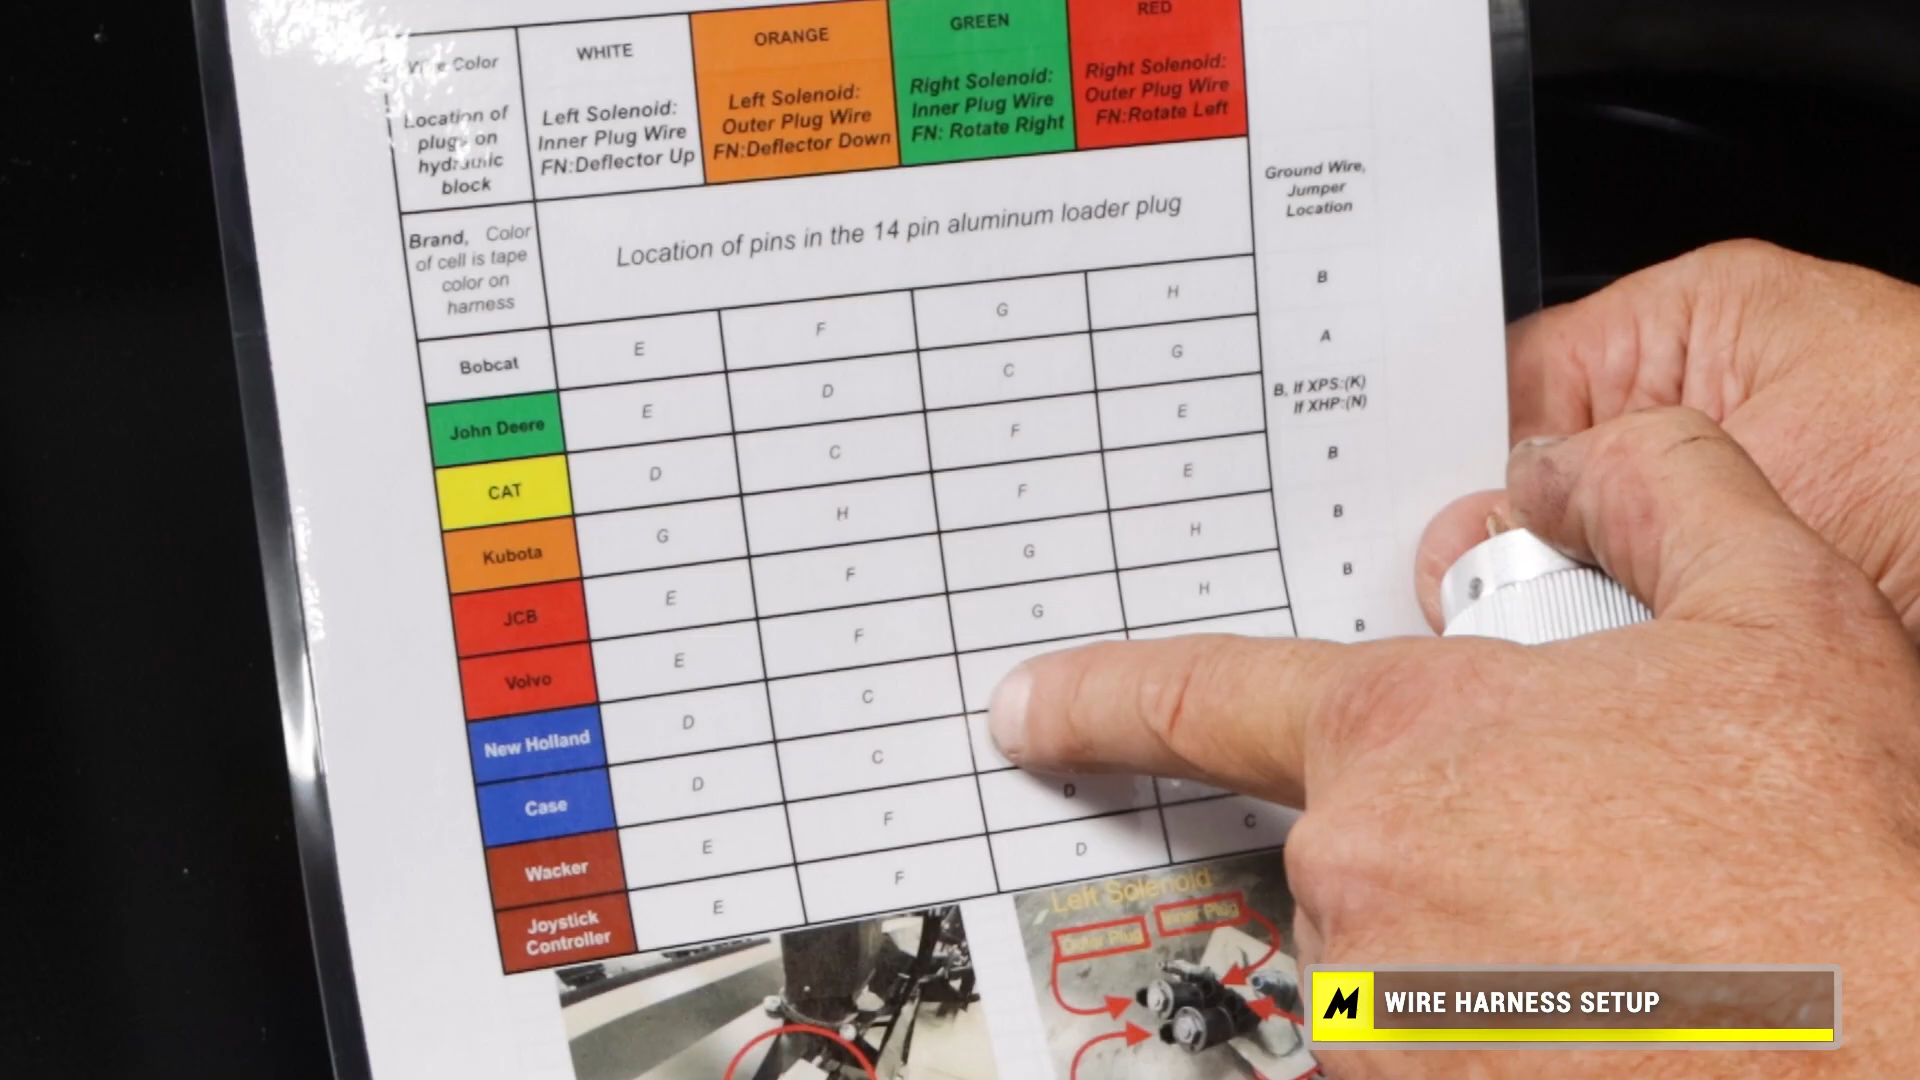 Wire Color
Location of
plugs on
hydraulic
block
WHITE
Left Solenoid:
Inner Plug Wire
FN:Deflector Up
ORANGE
Left Solenoid:
Outer Plug Wire
FN:Deflector Down
GREEN
Right Solenoid:
Inner Plug Wire
FN: Rotate Right
RED
Right Solenoid:
Outer Plug Wire
FN:Rotate Left
Brand, Color
of cell is tape
color on
harness
Location of pins in the 14 pin aluminum loader plug
Ground Wire,
Jumper
Location
Bobcat E F G H B
John Deere E D C G A
CAT D C F E B, If XPS:(K)
If XHP:(N)
Kubota G H F E B
JCB E F G H B
Volvo E F G H B
New Holland D C B
Case D C
Wacker E F D
Joystick
Controller
E F D C
Left Solenoid
Outer Plug
Inner Plug
M WIRE HARNESS SETUP